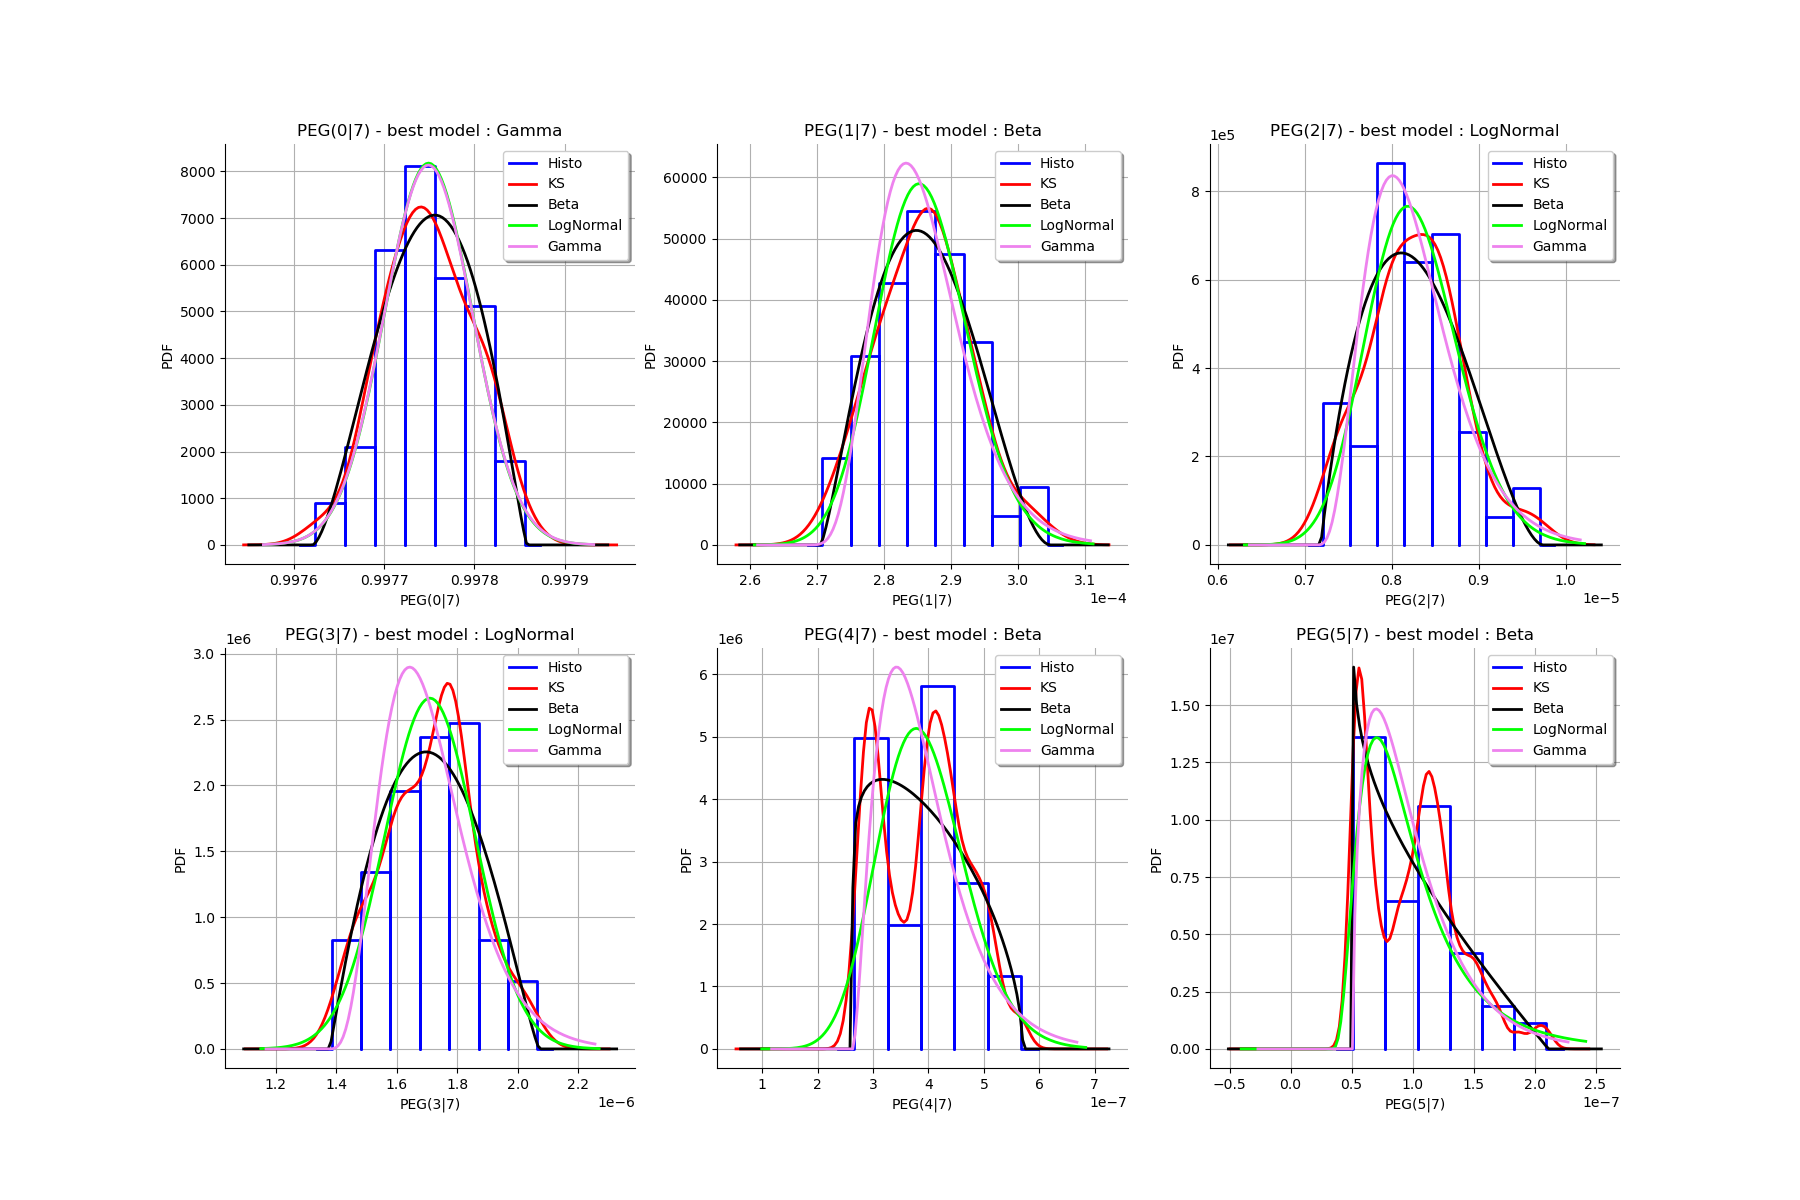 PEG(0|7) - best model : Gamma
PDF
8000
7000
6000
5000
4000
3000
2000
1000
0
0.9976 0.9977 0.9978 0.9979
PEG(0|7)
Histo
KS
Beta
LogNormal
Gamma
PEG(1|7) - best model : Beta
PDF
60000
50000
40000
30000
20000
10000
0
2.6 2.7 2.8 2.9 3.0 3.1
1e−4
PEG(1|7)
Histo
KS
Beta
LogNormal
Gamma
PEG(2|7) - best model : LogNormal
1e5
PDF
8
6
4
2
0
0.6 0.7 0.8 0.9 1.0
1e−5
PEG(2|7)
Histo
KS
Beta
LogNormal
Gamma
PEG(3|7) - best model : LogNormal
1e6
PDF
3.0
2.5
2.0
1.5
1.0
0.5
0.0
1.2 1.4 1.6 1.8 2.0 2.2
1e−6
PEG(3|7)
Histo
KS
Beta
LogNormal
Gamma
PEG(4|7) - best model : Beta
1e6
PDF
6
5
4
3
2
1
0
1 2 3 4 5 6 7
1e−7
PEG(4|7)
Histo
KS
Beta
LogNormal
Gamma
PEG(5|7) - best model : Beta
1e7
PDF
1.50
1.25
1.00
0.75
0.50
0.25
0.00
−0.5 0.0 0.5 1.0 1.5 2.0 2.5
1e−7
PEG(5|7)
Histo
KS
Beta
LogNormal
Gamma